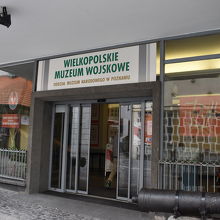 WIELKOPOLSKIE
MUZEUM WOJSKOWE
ODDZIAŁ MUZEUM NARODOWEGO W POZNANIU